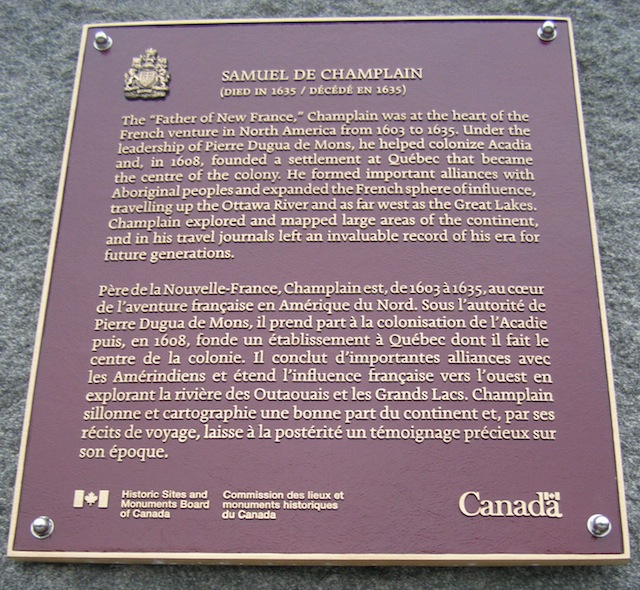 SAMUEL DE CHAMPLAIN
(DIED IN 1635 / DÉCÉDÉ EN 1635)
The "Father of New France," Champlain was at the heart of the
French venture in North America from 1603 to 1635. Under the
leadership of Pierre Dugua de Mons, he helped colonize Acadia
and, in 1608, founded a settlement at Québec that became
the centre of the colony. He formed important alliances with
Aboriginal peoples and expanded the French sphere of influence,
travelling up the Ottawa River and as far west as the Great Lakes.
Champlain explored and mapped large areas of the continent,
and in his travel journals left an invaluable record of his era for
future generations.
Père de la Nouvelle-France, Champlain est, de 1603 à 1635, au cœur
de l'aventure française en Amérique du Nord. Sous l'autorité de
Pierre Dugua de Mons, il prend part à la colonisation de l'Acadie
puis, en 1608, fonde un établissement à Québec dont il fait le
centre de la colonie. Il conclut d'importantes alliances avec
les Amérindiens et étend l'influence française vers l'ouest en
explorant la rivière des Outaouais et les Grands Lacs. Champlain
sillonne et cartographie une bonne part du continent et, par ses
récits de voyage, laisse à la postérité un témoignage précieux sur
son époque.
Historic Sites and
Monuments Board
of Canada
Commission des lieux et
monuments historiques
du Canada
Canada